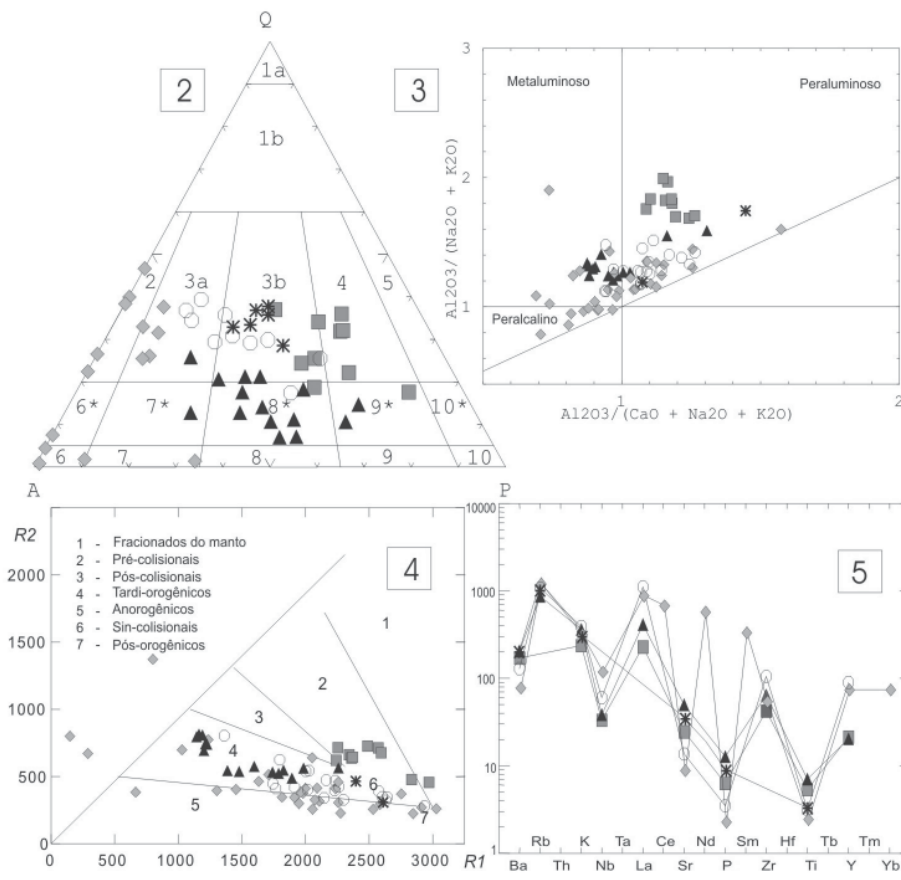 Q
2
3
1a
1b
2
3a
3b
4
5
6*
7*
8*
9*
10*
6
7
8
9
10
A
P
3
2
1
Metaluminoso
Peraluminoso
Peralcalino
Al2O3/(Na2O + K2O)
1
2
Al2O3/(CaO + Na2O + K2O)
R2
4
1 - Fracionados do manto
2 - Pré-colisionais
3 - Pós-colisionais
4 - Tardi-orogênicos
5 - Anorogênicos
6 - Sin-colisionais
7 - Pós-orogênicos
2000
1500
1000
500
0
1
2
3
4
5
6
7
0 500 1000 1500 2000 2500 3000
R1
5
10000
1000
100
10
1
Rb K Ta Ce Nd Sm Hf Tb Tm
Ba Th Nb La Sr P Zr Ti Y Yb